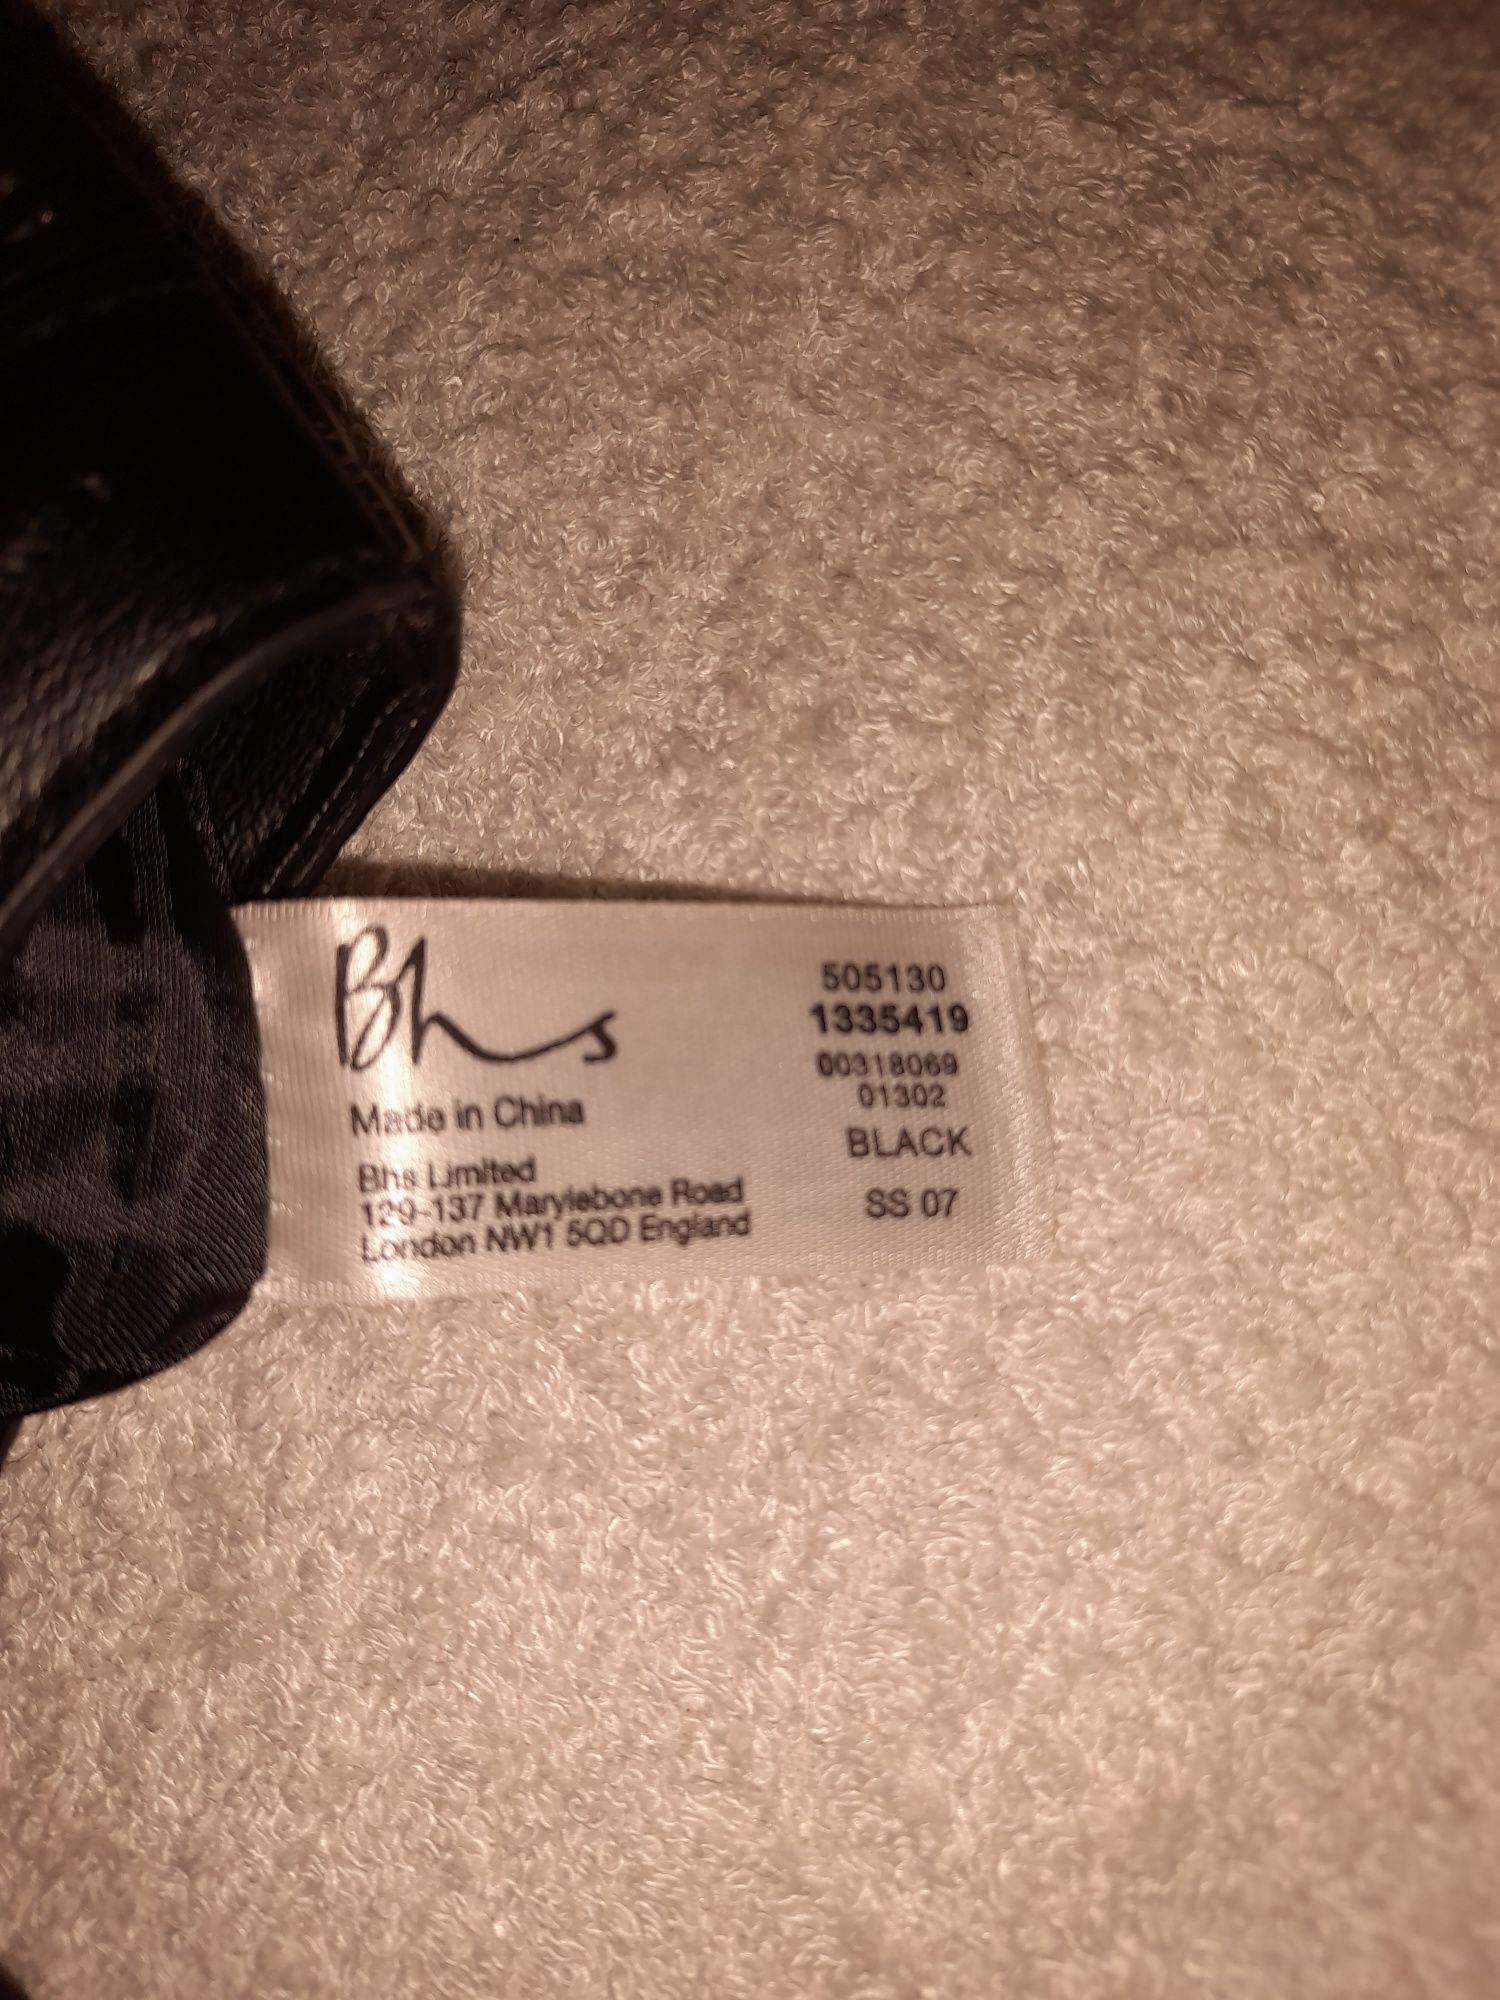 Bhs
Made in China
Bhs Limited
129-137 Marylebone Road
London NW1 5QD England
505130
1335419
00318069
01302
BLACK
SS 07